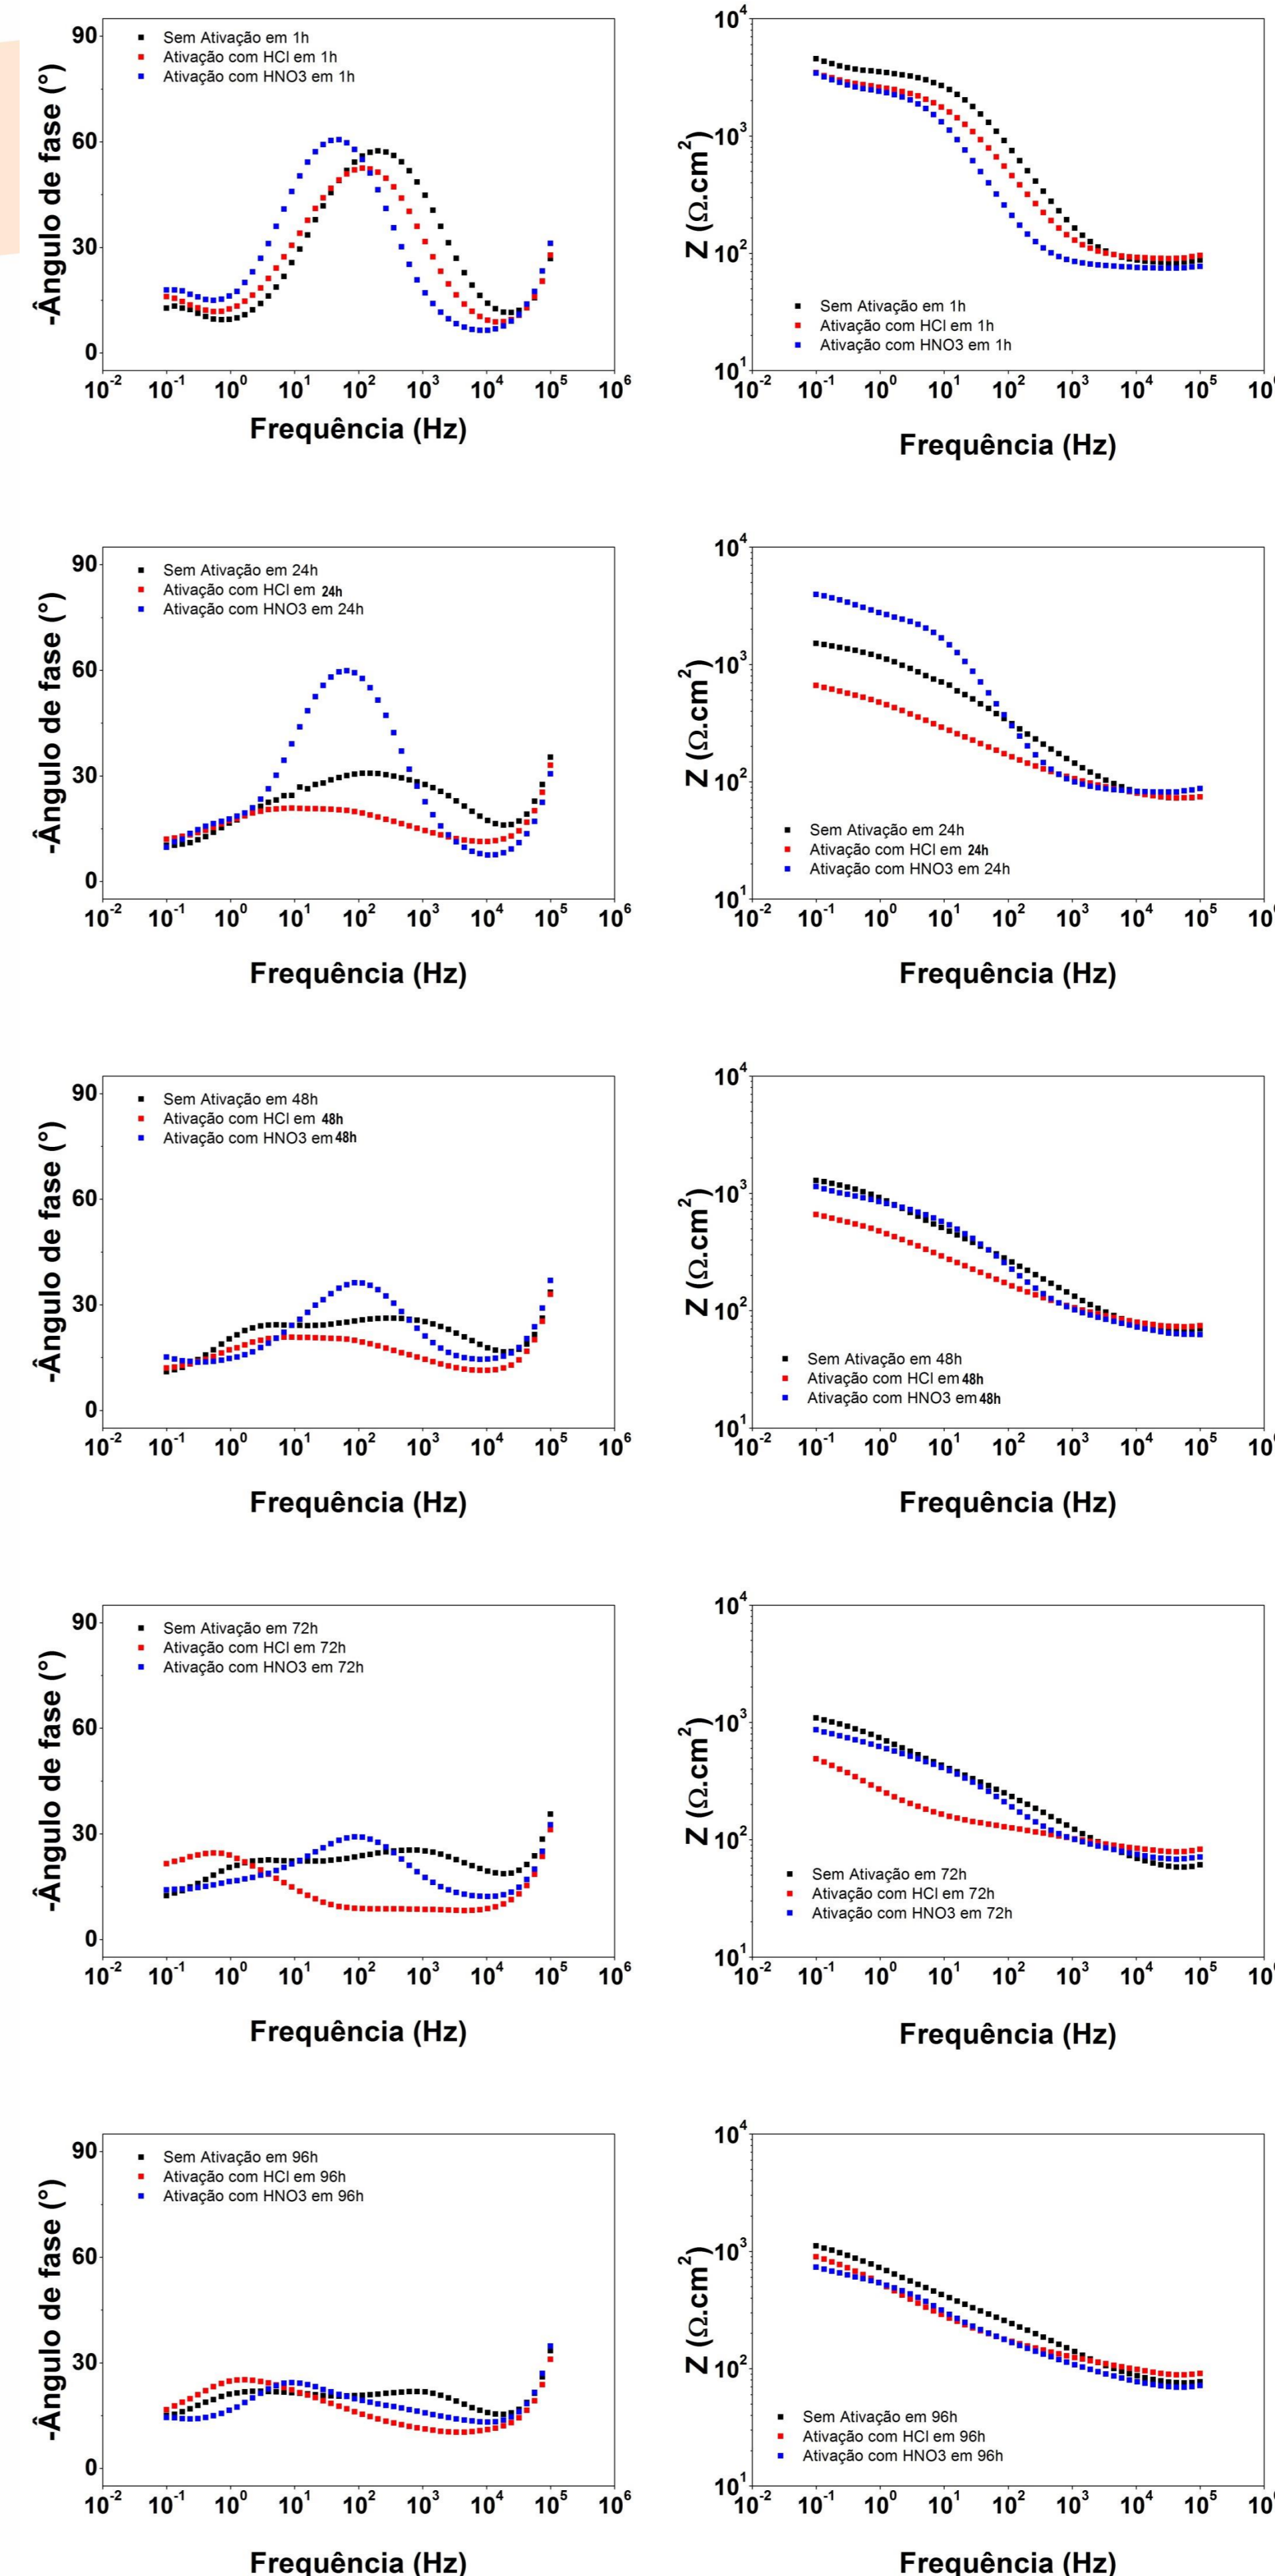 -Ângulo de fase (°)
90
60
30
0
Sem Ativação em 1h
Ativação com HCl em 1h
Ativação com HNO3 em 1h
10⁻² 10⁻¹ 10⁰ 10¹ 10² 10³ 10⁴ 10⁵ 10⁶
Frequência (Hz)
Z (Ω.cm²)
10⁴
10³
10²
10¹
Sem Ativação em 1h
Ativação com HCl em 1h
Ativação com HNO3 em 1h
10⁻² 10⁻¹ 10⁰ 10¹ 10² 10³ 10⁴ 10⁵ 10
Frequência (Hz)
-Ângulo de fase (°)
90
60
30
0
Sem Ativação em 24h
Ativação com HCl em 24h
Ativação com HNO3 em 24h
10⁻² 10⁻¹ 10⁰ 10¹ 10² 10³ 10⁴ 10⁵ 10⁶
Frequência (Hz)
Z (Ω.cm²)
10⁴
10³
10²
10¹
Sem Ativação em 24h
Ativação com HCl em 24h
Ativação com HNO3 em 24h
10⁻² 10⁻¹ 10⁰ 10¹ 10² 10³ 10⁴ 10⁵ 10
Frequência (Hz)
-Ângulo de fase (°)
90
60
30
0
Sem Ativação em 48h
Ativação com HCl em 48h
Ativação com HNO3 em 48h
10⁻² 10⁻¹ 10⁰ 10¹ 10² 10³ 10⁴ 10⁵ 10⁶
Frequência (Hz)
Z (Ω.cm²)
10⁴
10³
10²
10¹
Sem Ativação em 48h
Ativação com HCl em 48h
Ativação com HNO3 em 48h
10⁻² 10⁻¹ 10⁰ 10¹ 10² 10³ 10⁴ 10⁵ 10
Frequência (Hz)
-Ângulo de fase (°)
90
60
30
0
Sem Ativação em 72h
Ativação com HCl em 72h
Ativação com HNO3 em 72h
10⁻² 10⁻¹ 10⁰ 10¹ 10² 10³ 10⁴ 10⁵ 10⁶
Frequência (Hz)
Z (Ω.cm²)
10⁴
10³
10²
10¹
Sem Ativação em 72h
Ativação com HCl em 72h
Ativação com HNO3 em 72h
10⁻² 10⁻¹ 10⁰ 10¹ 10² 10³ 10⁴ 10⁵ 10
Frequência (Hz)
-Ângulo de fase (°)
90
60
30
0
Sem Ativação em 96h
Ativação com HCl em 96h
Ativação com HNO3 em 96h
10⁻² 10⁻¹ 10⁰ 10¹ 10² 10³ 10⁴ 10⁵ 10⁶
Frequência (Hz)
Z (Ω.cm²)
10⁴
10³
10²
10¹
Sem Ativação em 96h
Ativação com HCl em 96h
Ativação com HNO3 em 96h
10⁻² 10⁻¹ 10⁰ 10¹ 10² 10³ 10⁴ 10⁵ 10
Frequência (Hz)